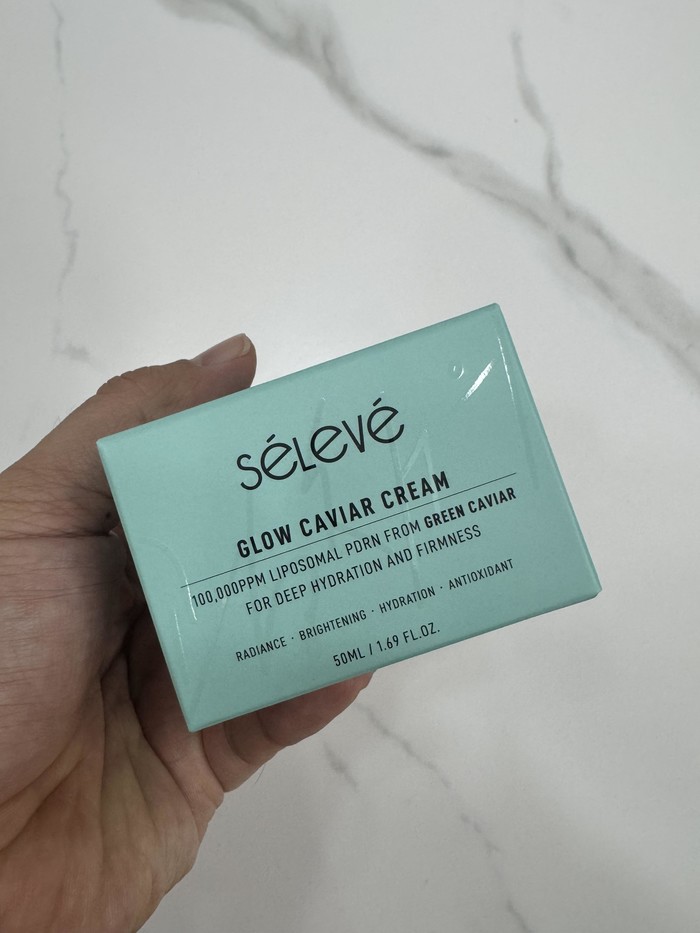 séLevé
GLOW CAVIAR CREAM
100,000PPM LIPOSOMAL PDRN FROM GREEN CAVIAR
FOR DEEP HYDRATION AND FIRMNESS
RADIANCE · BRIGHTENING · HYDRATION · ANTIOXIDANT
50ML / 1.69 FL.OZ.